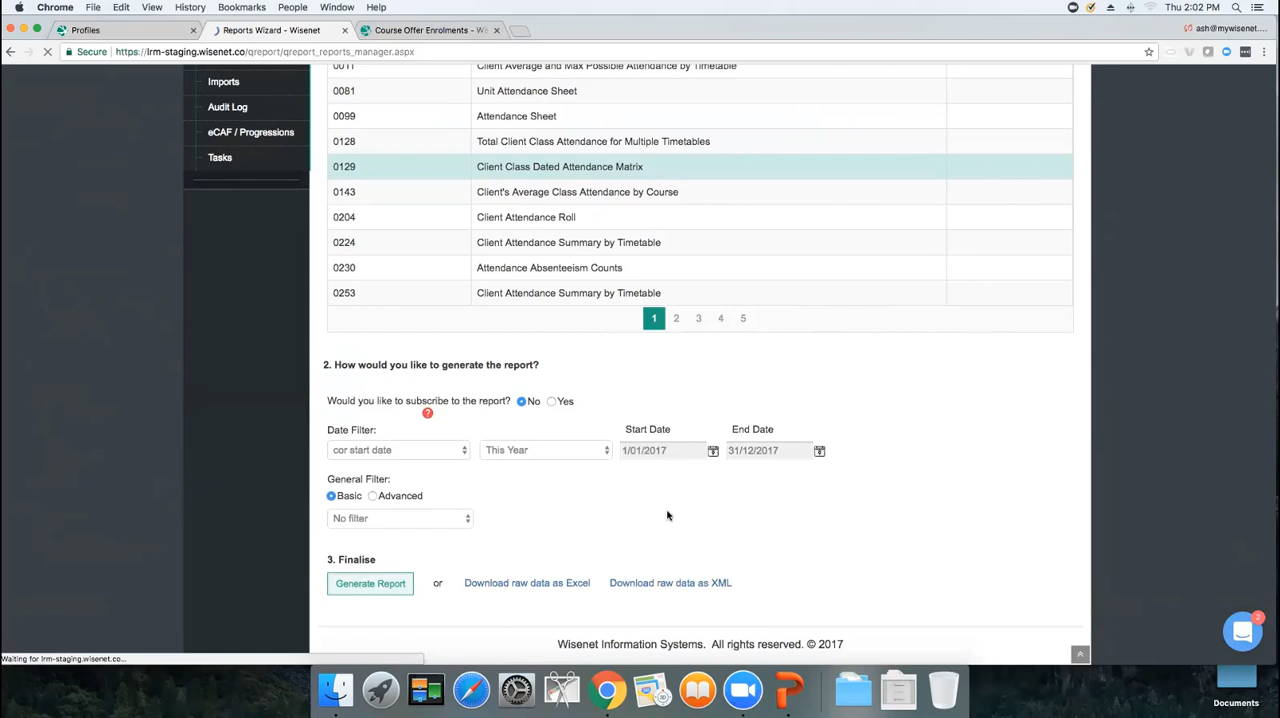 Chrome File Edit View History Bookmarks People Window Help Thu 2:02 PM
Profiles × Reports Wizard - Wisenet × Course Offer Enrolments - Wis ×
ash@mywisenet....
Secure https://lrm-staging.wisenet.co/qreport/qreport_reports_manager.aspx
0011 Client Average and Max Possible Attendance by Timetable
Imports
0081 Unit Attendance Sheet
Audit Log
0099 Attendance Sheet
eCAF / Progressions
0128 Total Client Class Attendance for Multiple Timetables
Tasks
0129 Client Class Dated Attendance Matrix
0143 Client's Average Class Attendance by Course
0204 Client Attendance Roll
0224 Client Attendance Summary by Timetable
0230 Attendance Absenteeism Counts
0253 Client Attendance Summary by Timetable
1 2 3 4 5
2. How would you like to generate the report?
Would you like to subscribe to the report? No Yes
?
Date Filter: Start Date End Date
cor start date This Year 1/01/2017 31/12/2017
General Filter:
Basic Advanced
No filter
3. Finalise
Generate Report or Download raw data as Excel Download raw data as XML
2
Wisenet Information Systems. All rights reserved. © 2017
Waiting for lrm-staging.wisenet.co...
Documents